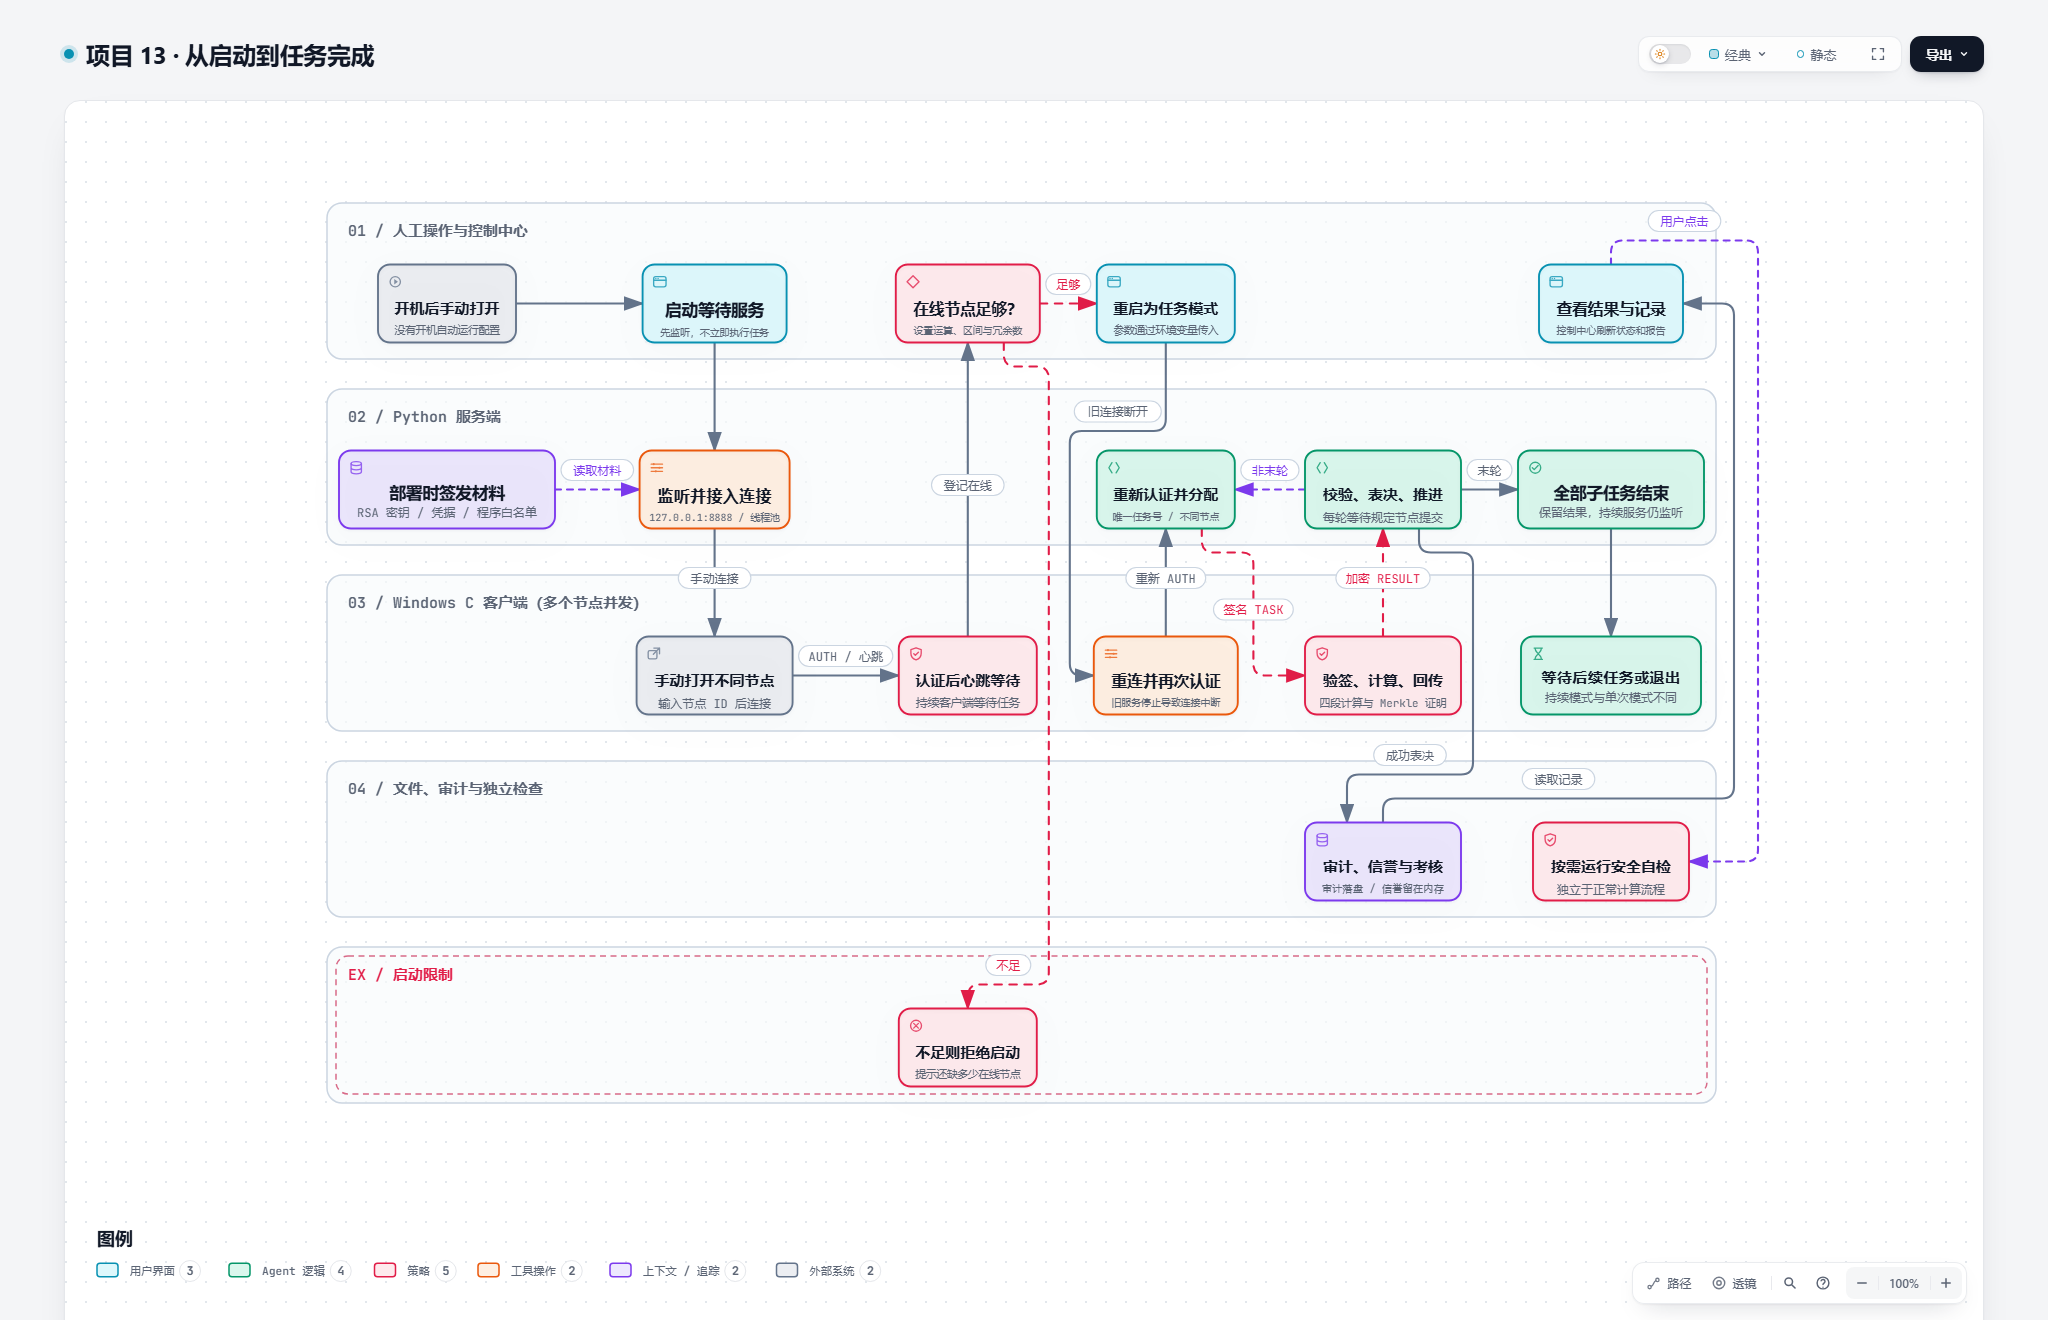 项目 13 · 从启动到任务完成
经典
静态
导出
01 / 人工操作与控制中心
用户点击
开机后手动打开
没有开机自动运行配置
启动等待服务
先监听，不立即执行任务
在线节点足够？
设置运算、区间与冗余数
足够
重启为任务模式
参数通过环境变量传入
查看结果与记录
控制中心刷新状态和报告
02 / Python 服务端
旧连接断开
部署时签发材料
RSA 密钥 / 凭据 / 程序白名单
读取材料
监听并接入连接
127.0.0.1:8888 / 线程池
登记在线
重新认证并分配
唯一任务号 / 不同节点
非末轮
校验、表决、推进
每轮等待规定节点提交
末轮
全部子任务结束
保留结果，持续服务仍监听
手动连接
重新 AUTH
加密 RESULT
03 / Windows C 客户端 (多个节点并发)
签名 TASK
手动打开不同节点
输入节点 ID 后连接
AUTH / 心跳
认证后心跳等待
持续客户端等待任务
重连并再次认证
旧服务停止导致连接中断
验签、计算、回传
四段计算与 Merkle 证明
等待后续任务或退出
持续模式与单次模式不同
成功表决
04 / 文件、审计与独立检查
读取记录
审计、信誉与考核
审计落盘 / 信誉留在内存
按需运行安全自检
独立于正常计算流程
EX / 启动限制
不足
不足则拒绝启动
提示还缺多少在线节点
图例
用户界面 3
Agent 逻辑 4
策略 5
工具操作 2
上下文 / 追踪 2
外部系统 2
路径
透镜
100%